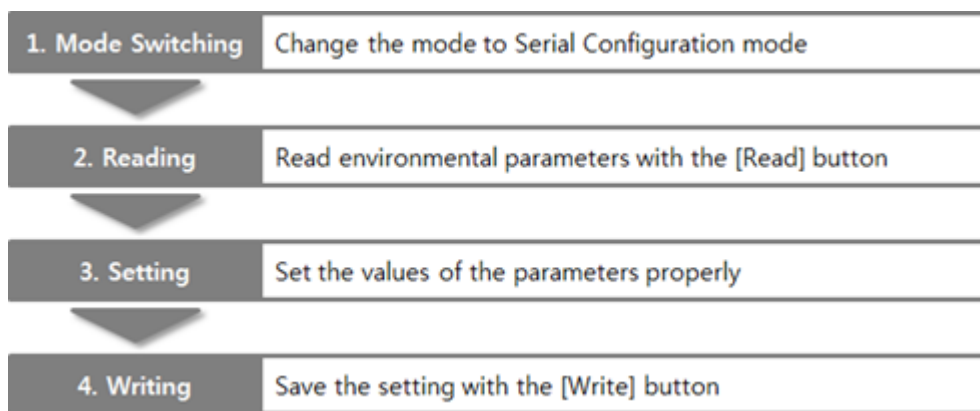 1. Mode Switching Change the mode to Serial Configuration mode
2. Reading Read environmental parameters with the [Read] button
3. Setting Set the values of the parameters properly
4. Writing Save the setting with the [Write] button